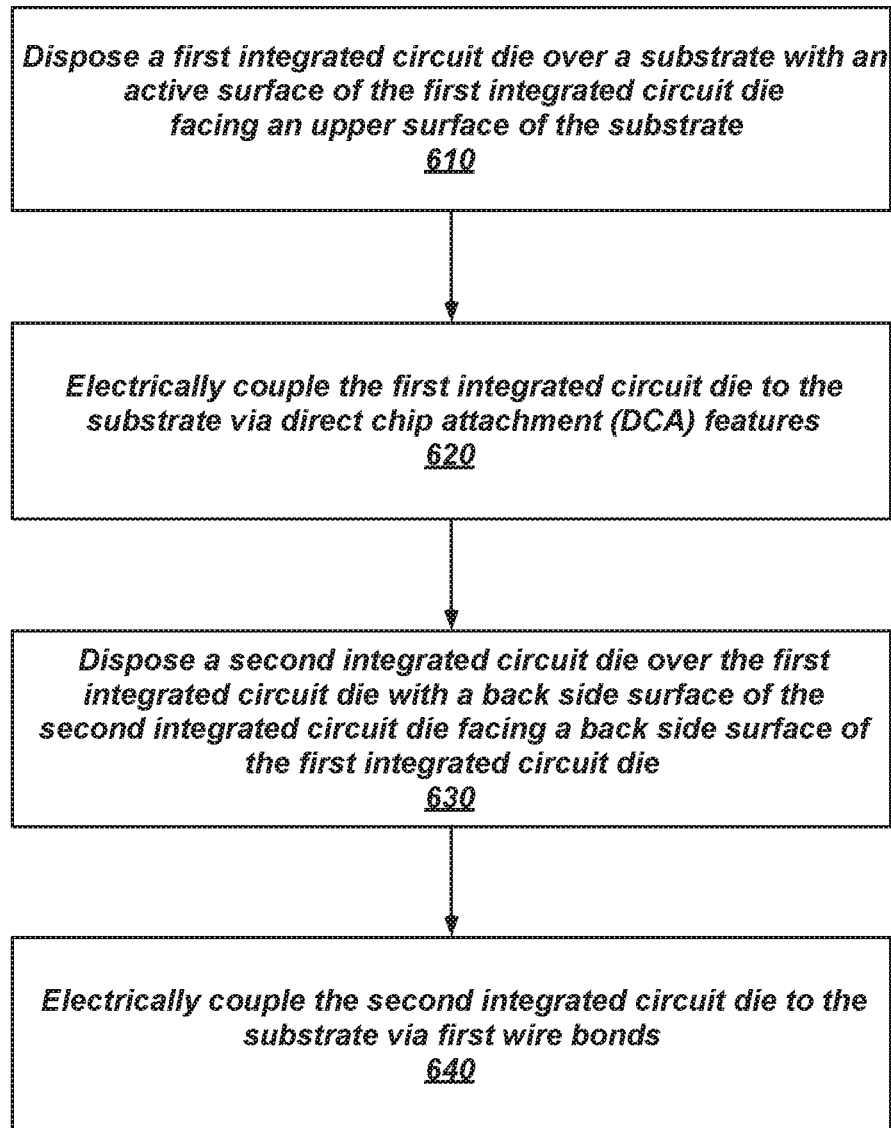 Dispose a first integrated circuit die over a substrate with an
active surface of the first integrated circuit die
facing an upper surface of the substrate
610
Electrically couple the first integrated circuit die to the
substrate via direct chip attachment (DCA) features
620
Dispose a second integrated circuit die over the first
integrated circuit die with a back side surface of the
second integrated circuit die facing a back side surface of
the first integrated circuit die
630
Electrically couple the second integrated circuit die to the
substrate via first wire bonds
640